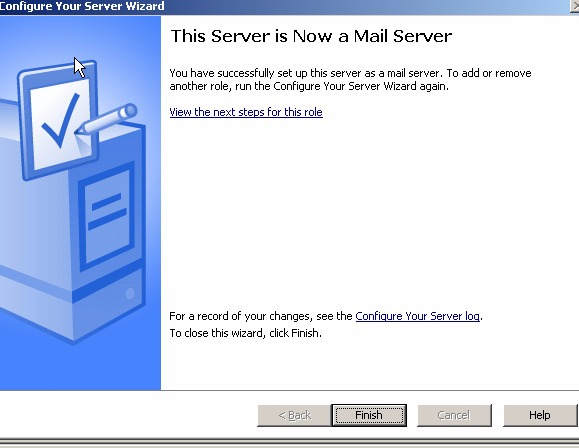 Configure Your Server Wizard
This Server is Now a Mail Server
You have successfully set up this server as a mail server. To add or remove
another role, run the Configure Your Server Wizard again.
View the next steps for this role
For a record of your changes, see the Configure Your Server log.
To close this wizard, click Finish.
< Back
Finish
Cancel
Help